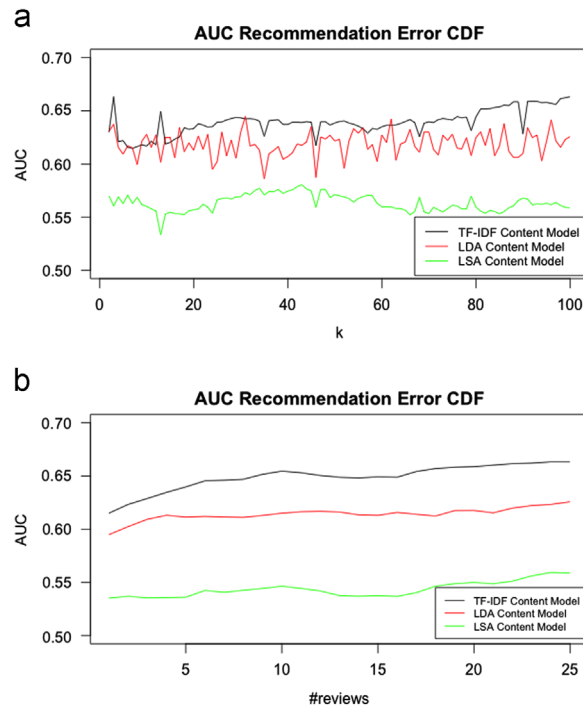 a
AUC Recommendation Error CDF
0.70
0.65
0.60
0.55
0.50
AUC
TF-IDF Content Model
LDA Content Model
LSA Content Model
0 20 40 60 80 100
k
b
AUC Recommendation Error CDF
0.70
0.65
0.60
0.55
0.50
AUC
TF-IDF Content Model
LDA Content Model
LSA Content Model
5 10 15 20 25
#reviews